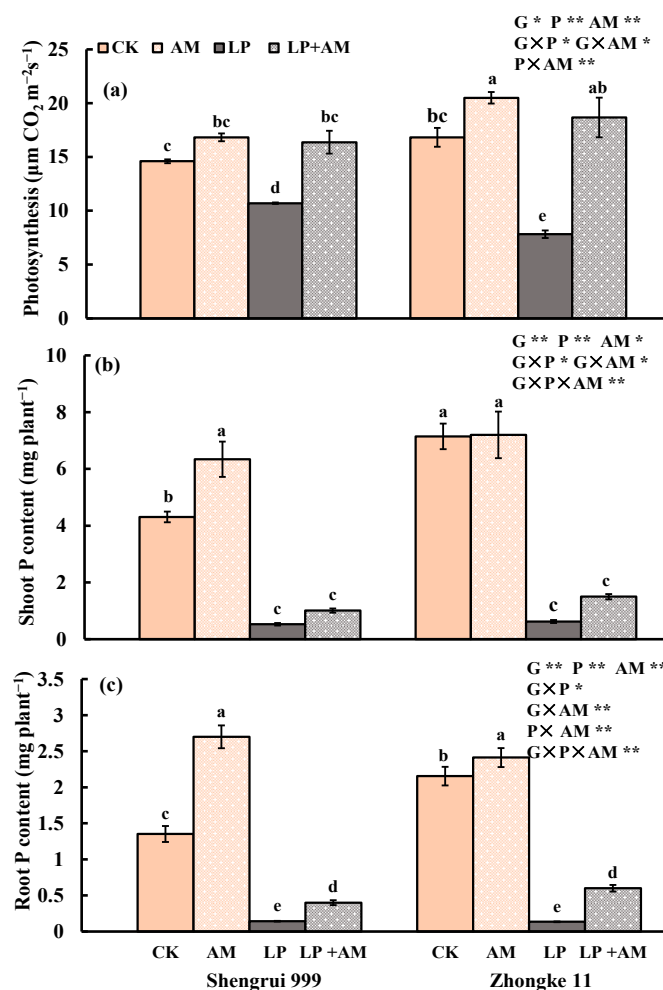 CK AM LP LP+AM
G * P ** AM **
G×P * G×AM *
P×AM **
(a)
Photosynthesis (µm CO₂ m⁻²s⁻¹)
25
20
15
10
5
0
c bc d bc bc a e ab
G ** P ** AM *
G×P * G×AM *
G×P×AM **
(b)
Shoot P content (mg plant⁻¹)
10
8
6
4
2
0
b a c c a a c c
G ** P ** AM **
G×P *
G×AM **
P× AM **
G×P×AM **
(c)
Root P content (mg plant⁻¹)
3.5
3
2.5
2
1.5
1
0.5
0
c a e d b a e d
CK AM LP LP +AM CK AM LP LP +AM
Shengrui 999 Zhongke 11